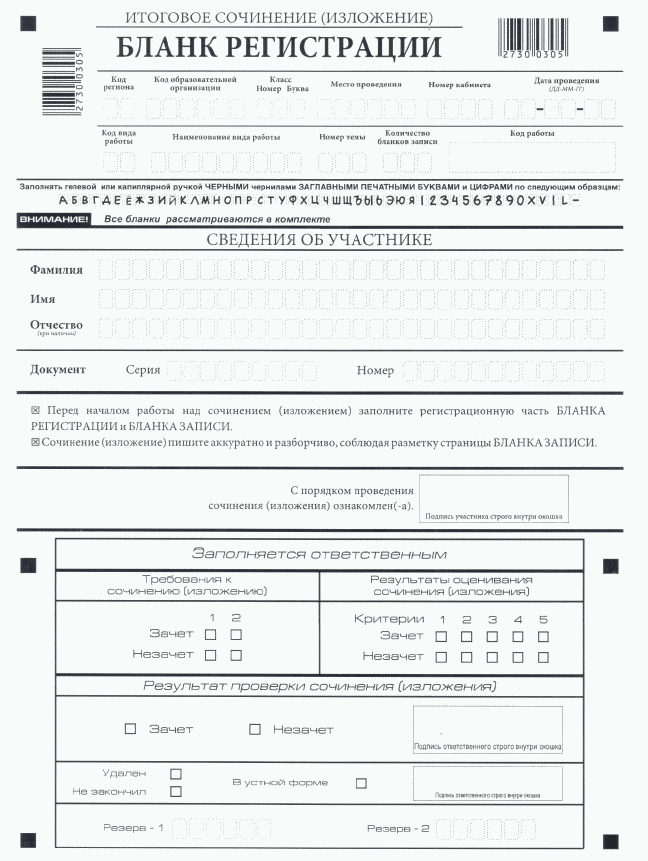 ИТОГОВОЕ СОЧИНЕНИЕ (ИЗЛОЖЕНИЕ)
БЛАНК РЕГИСТРАЦИИ
27300305
27300305
Код региона
Код образовательной организации
Класс
Номер Буква
Место проведения
Номер кабинета
Дата проведения
(ДД-ММ-ГГ)
Код вида работы
Наименование вида работы
Номер темы
Количество бланков записи
Код работы
Заполнять гелевой или капиллярной ручкой ЧЕРНЫМИ чернилами ЗАГЛАВНЫМИ ПЕЧАТНЫМИ БУКВАМИ и ЦИФРАМИ по следующим образцам:
АБВГДЕЁЖЗИЙКЛМНОПРСТУФХЦЧШЩЪЫЬЭЮЯ1234567890XVIL-
ВНИМАНИЕ! Все бланки рассматриваются в комплекте
СВЕДЕНИЯ ОБ УЧАСТНИКЕ
Фамилия
Имя
Отчество
(при наличии)
Документ Серия Номер
☒ Перед началом работы над сочинением (изложением) заполните регистрационную часть БЛАНКА
РЕГИСТРАЦИИ и БЛАНКА ЗАПИСИ.
☒ Сочинение (изложение) пишите аккуратно и разборчиво, соблюдая разметку страницы БЛАНКА ЗАПИСИ.
С порядком проведения
сочинения (изложения) ознакомлен(-а).
Подпись участника строго внутри окошка
Заполняется ответственным
Требования к
сочинению (изложению)
1 2
Зачет
Незачет
Результаты оценивания
сочинения (изложения)
Критерии 1 2 3 4 5
Зачет
Незачет
Результат проверки сочинения (изложения)
Зачет Незачет
Подпись ответственного строго внутри окошка
Удален
Не закончил
В устной форме
Подпись ответственного строго внутри окошка
Резерв - 1 Резерв - 2